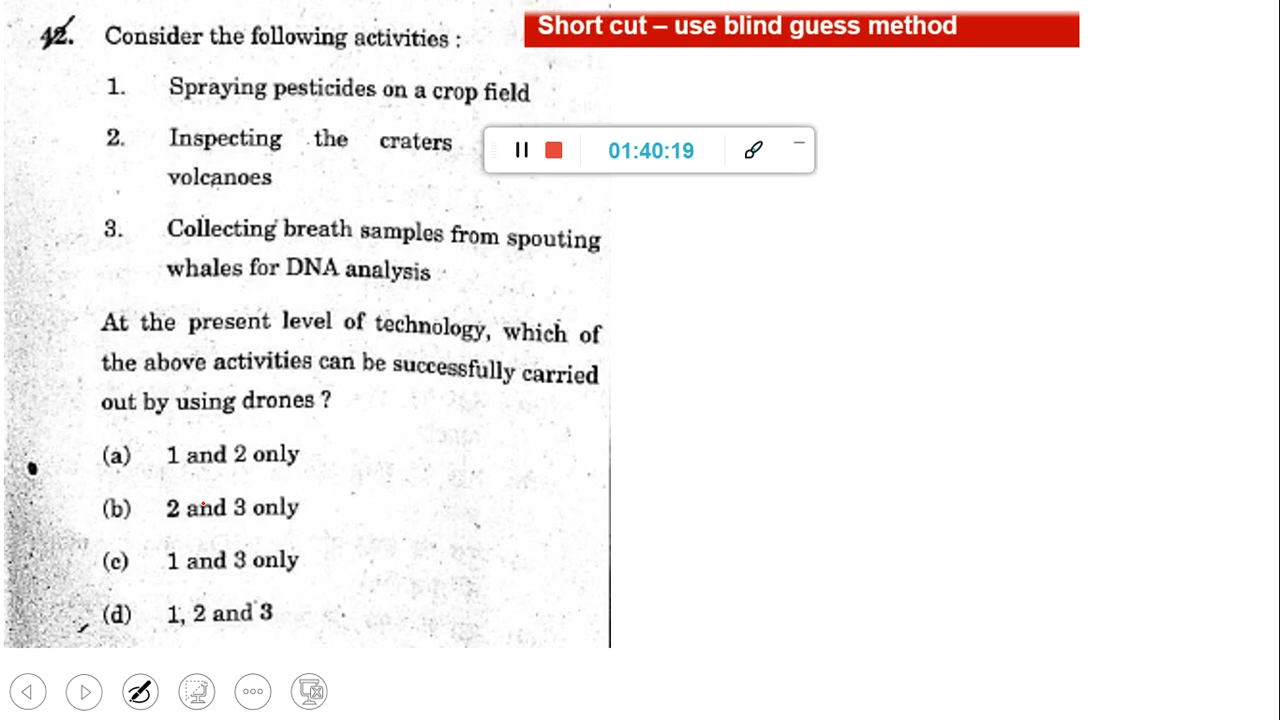 Short cut – use blind guess method
42. Consider the following activities :
1. Spraying pesticides on a crop field
2. Inspecting the craters
volcanoes
01:40:19
3. Collecting breath samples from spouting
whales for DNA analysis
At the present level of technology, which of
the above activities can be successfully carried
out by using drones ?
(a) 1 and 2 only
(b) 2 and 3 only
(c) 1 and 3 only
(d) 1, 2 and 3